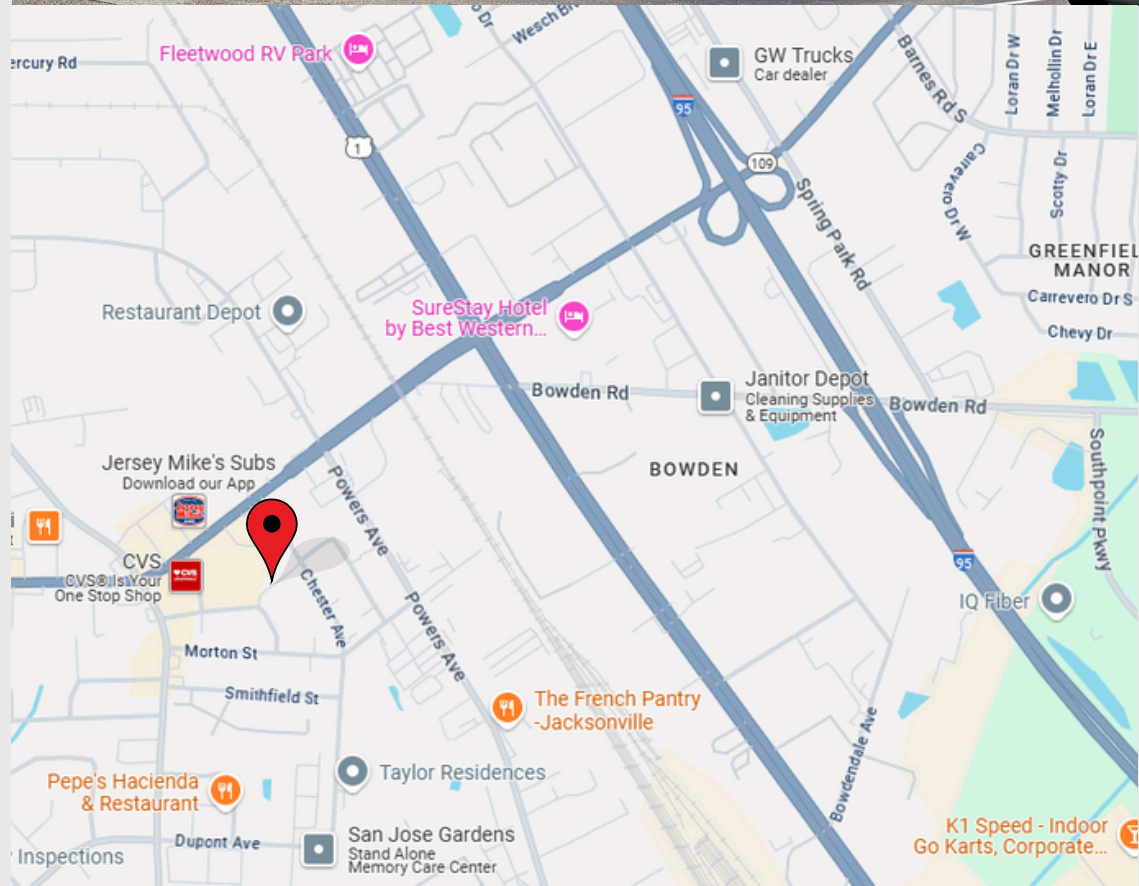 o Dr
Wesch Blv
Fleetwood RV Park
ercury Rd
GW Trucks
Car dealer
Barnes Rd S
Loran Dr W
Melhollin Dr
Loran Dr E
95
1
109
Carrevero Dr W
Scotty Dr
Spring Park Rd
GREENFIEL
MANOR
Carrevero Dr S
Chevy Dr
Restaurant Depot
SureStay Hotel
by Best Western...
Bowden Rd
Janitor Depot
Cleaning Supplies
& Equipment
Bowden Rd
BOWDEN
Southpoint Pkwy
Jersey Mike's Subs
Download our App
Powers Ave
i
t
CVS
CVS® Is Your
One Stop Shop
CVS
pharmacy
95
IQ Fiber
Chester Ave
Powers Ave
Morton St
Smithfield St
The French Pantry
-Jacksonville
Bowdendale Ave
Taylor Residences
Pepe's Hacienda
& Restaurant
Dupont Ave
San Jose Gardens
Stand Alone
Memory Care Center
K1 Speed - Indoor
Go Karts, Corporate...
Inspections